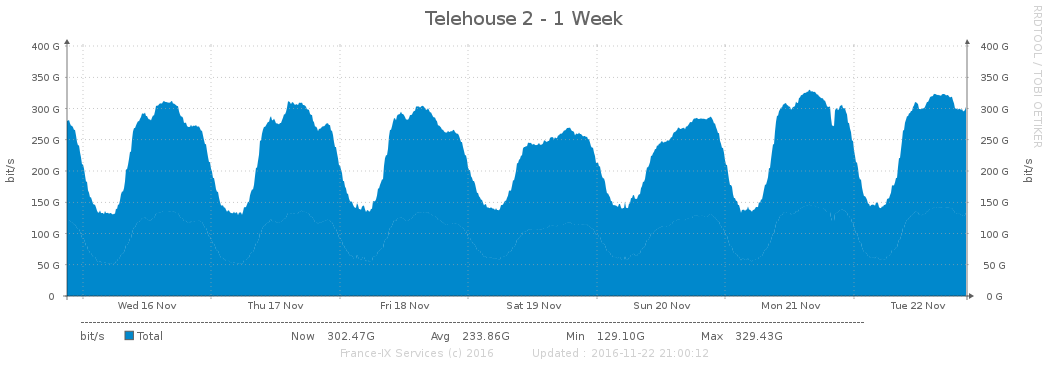 Telehouse 2 - 1 Week
RRDTOOL / TOBI OETIKER
400 G 400 G
350 G 350 G
300 G 300 G
250 G 250 G
200 G 200 G
150 G 150 G
100 G 100 G
50 G 50 G
0 0 G
bit/s bit/s
Wed 16 Nov Thu 17 Nov Fri 18 Nov Sat 19 Nov Sun 20 Nov Mon 21 Nov Tue 22 Nov
bit/s Total Now 302.47G Avg 233.86G Min 129.10G Max 329.43G
France-IX Services (c) 2016 Updated : 2016-11-22 21:00:12